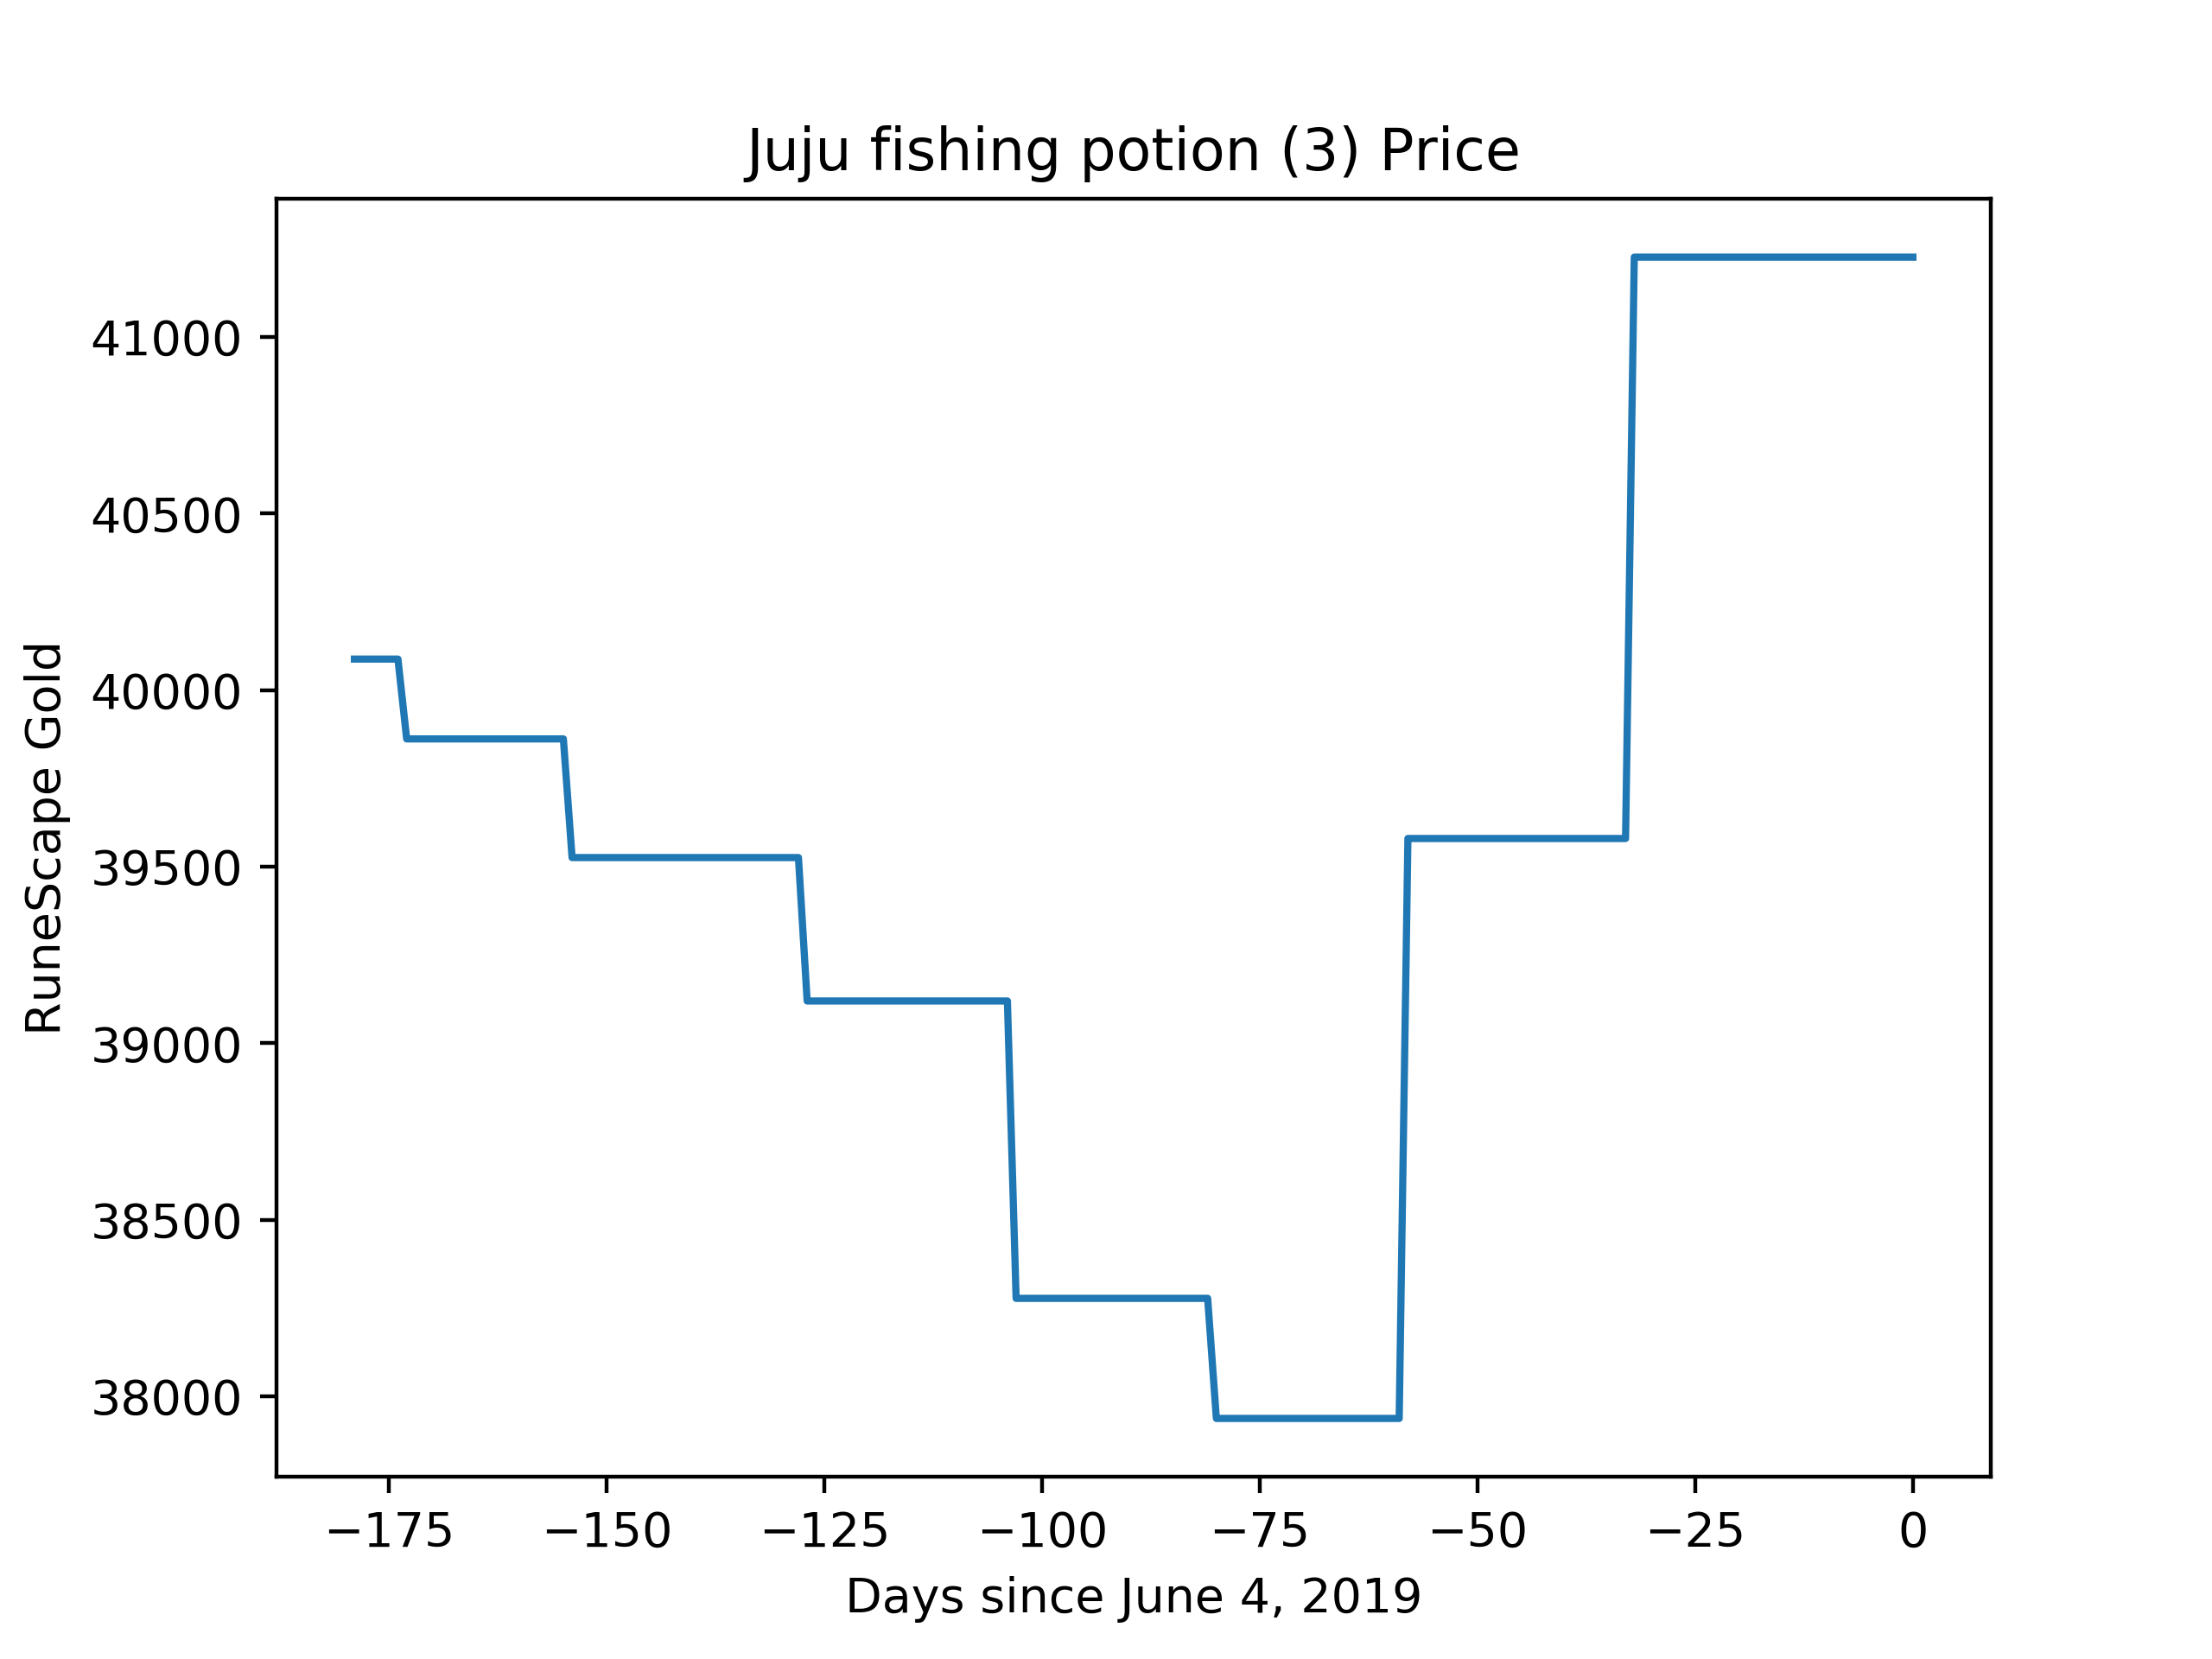 Juju fishing potion (3) Price
RuneScape Gold
41000
40500
40000
39500
39000
38500
38000
−175 −150 −125 −100 −75 −50 −25 0
Days since June 4, 2019